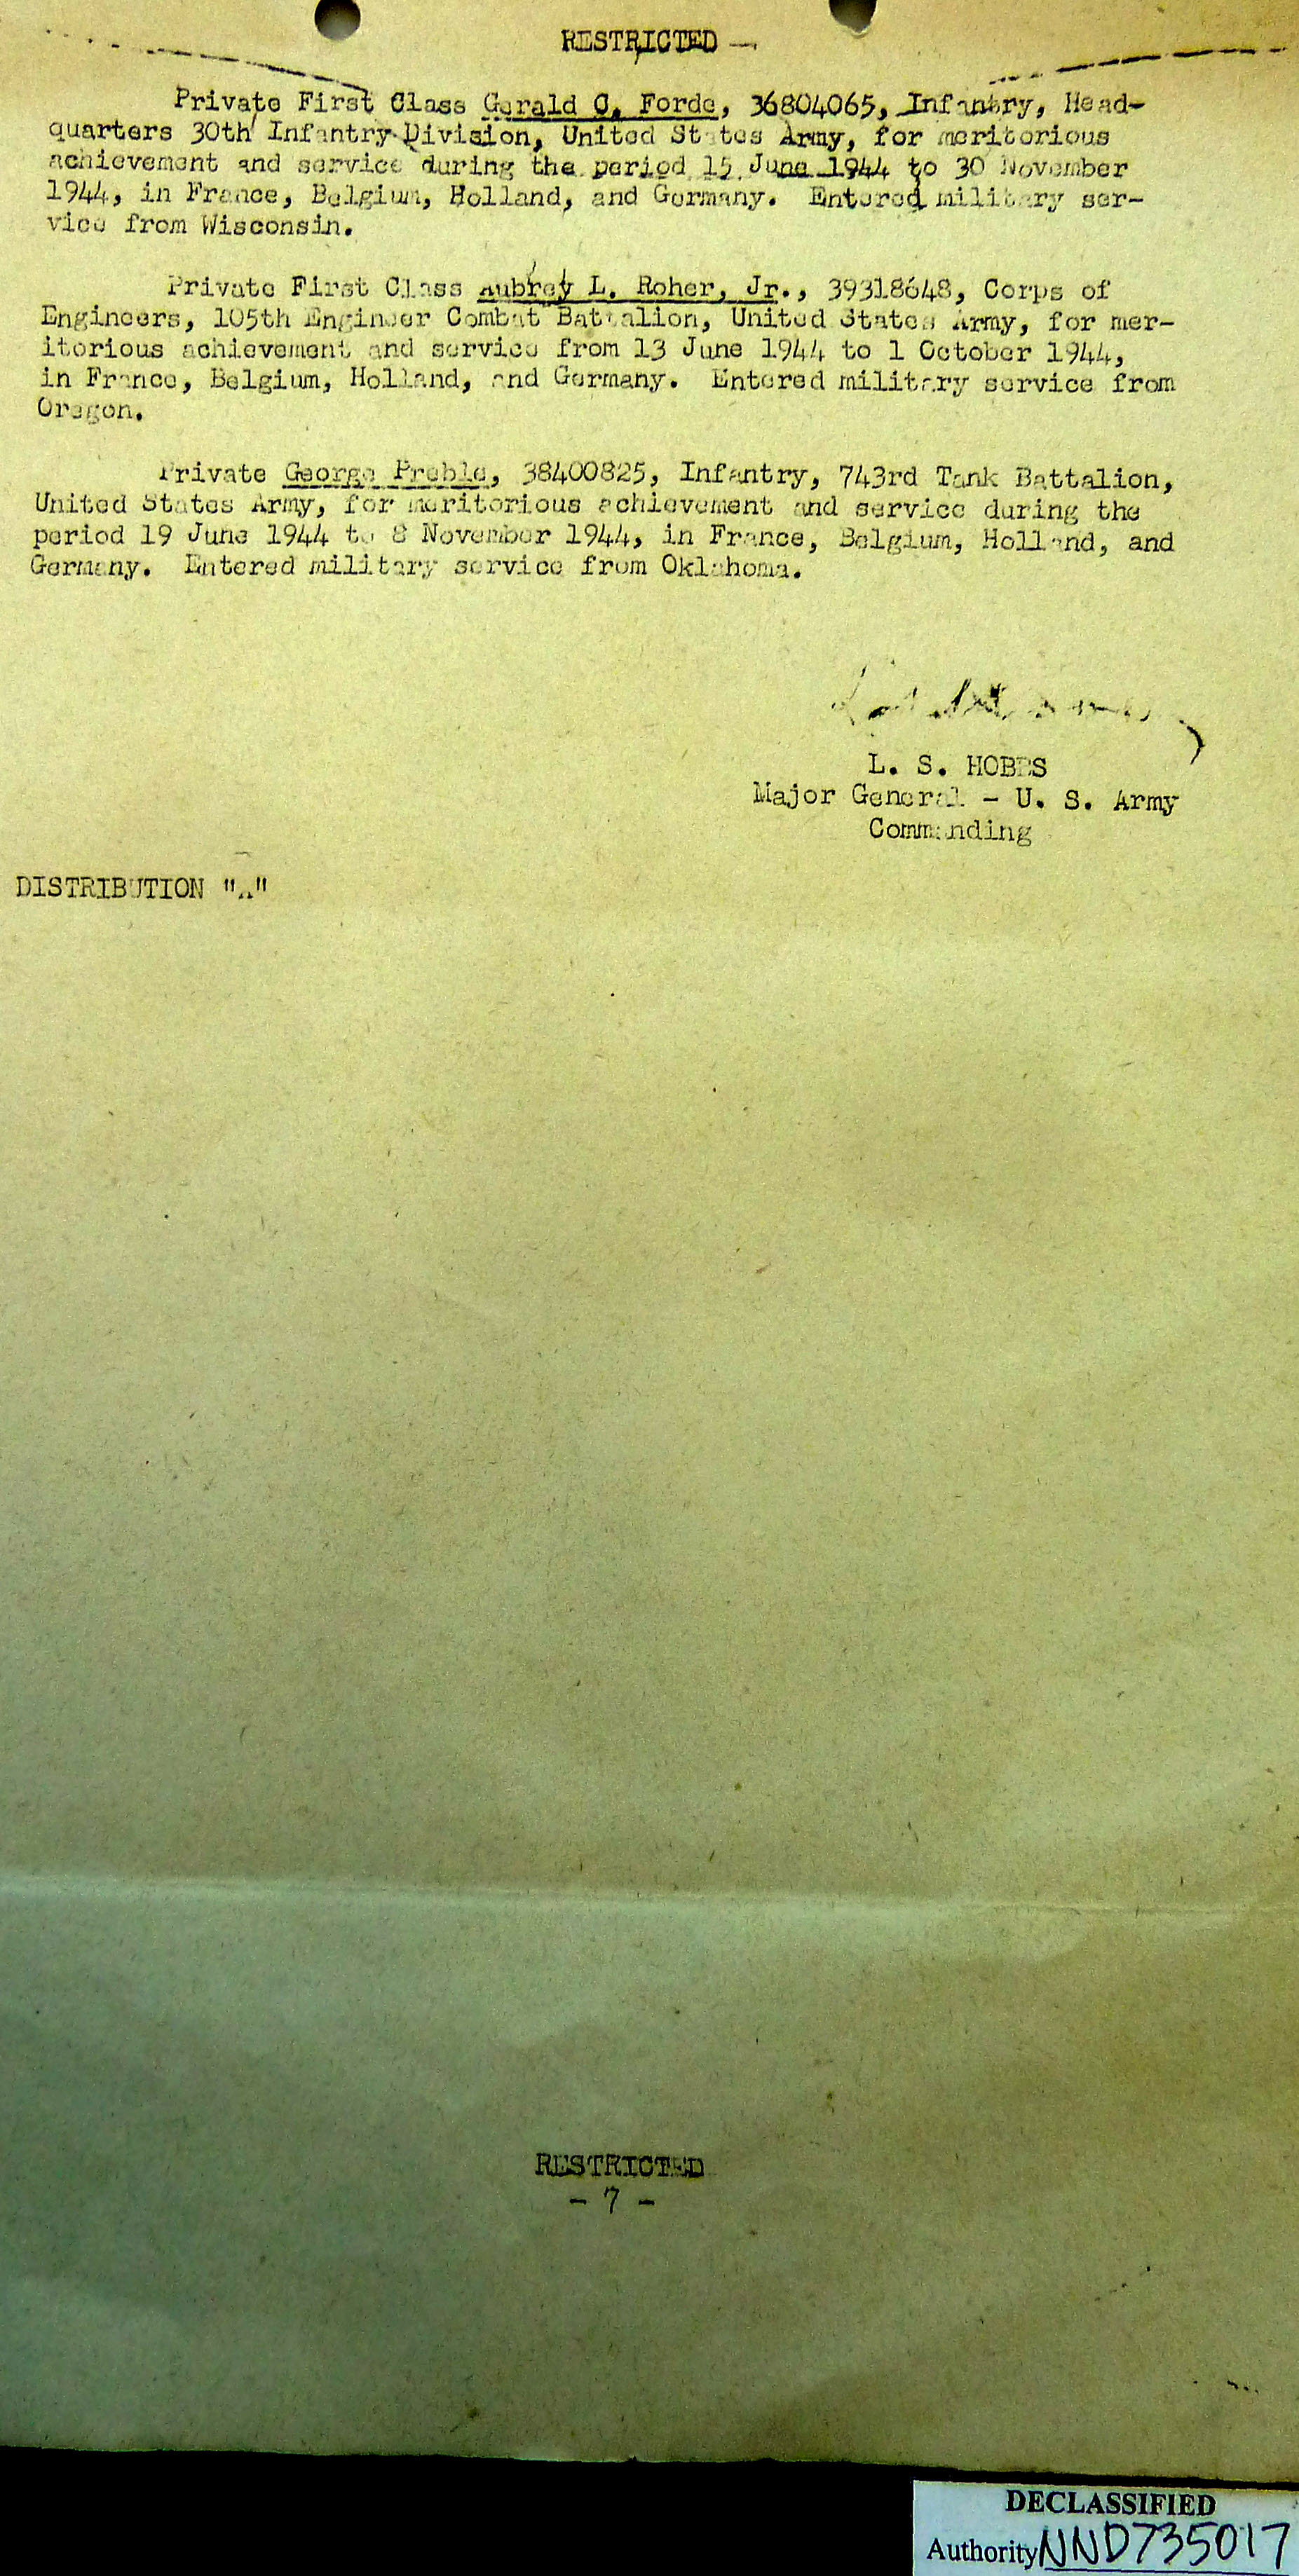 RESTRICTED
Private First Class Gerald C. Forde, 36804065, Infantry, Head-
quarters 30th Infantry Division, United States Army, for meritorious
achievement and service during the period 15 June 1944 to 30 November
1944, in France, Belgium, Holland, and Germany. Entered military ser-
vice from Wisconsin.
Private First Class Aubrey L. Roher, Jr., 39318648, Corps of
Engineers, 105th Engineer Combat Battalion, United States Army, for mer-
itorious achievement and service from 13 June 1944 to 1 October 1944,
in France, Belgium, Holland, and Germany. Entered military service from
Oregon.
Private George Preble, 38400825, Infantry, 743rd Tank Battalion,
United States Army, for meritorious achievement and service during the
period 19 June 1944 to 8 November 1944, in France, Belgium, Holland, and
Germany. Entered military service from Oklahoma.
L. S. HOBBS
Major General - U. S. Army
Commanding
DISTRIBUTION "A"
RESTRICTED
- 7 -
DECLASSIFIED
Authority NND735017